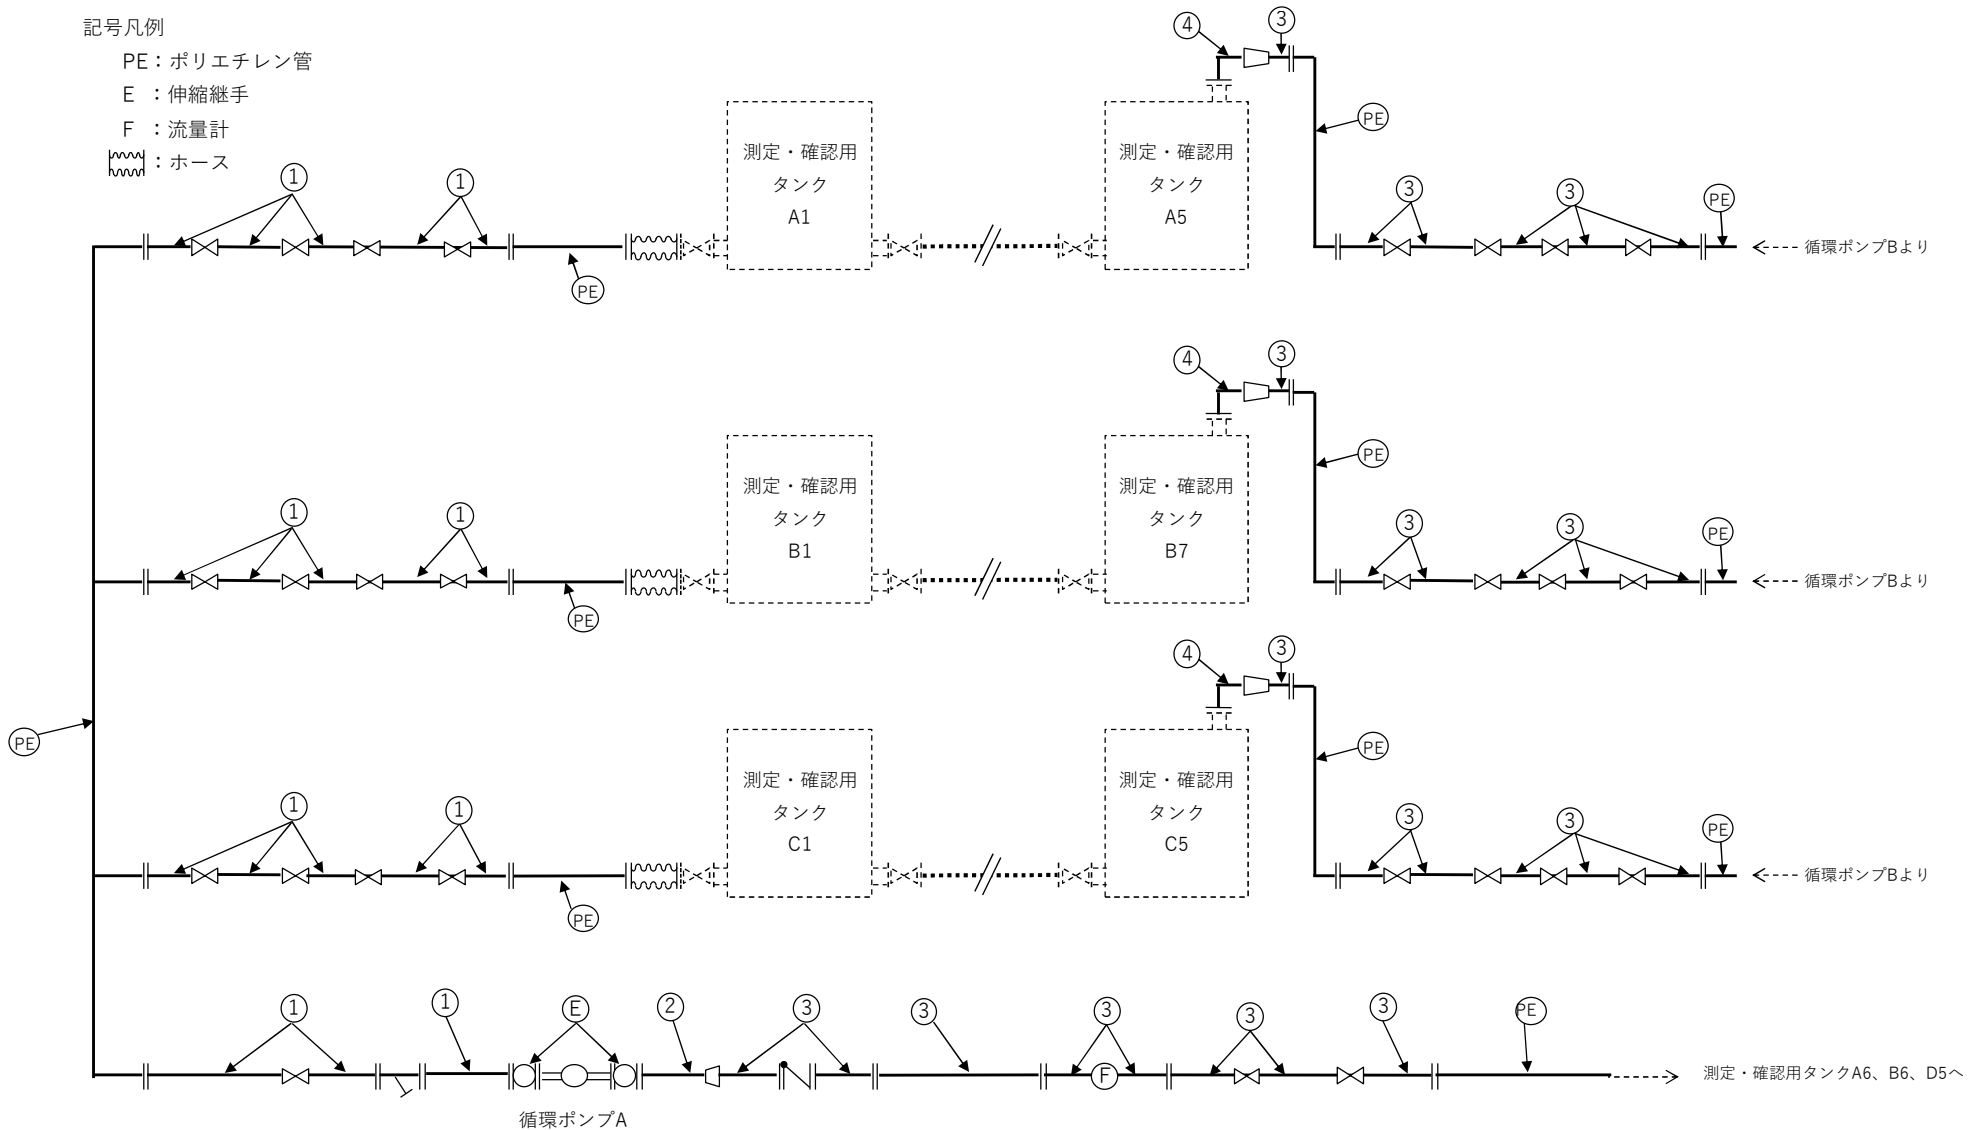 記号凡例
PE：ポリエチレン管
E ：伸縮継手
F ：流量計
：ホース
④ ③
PE
① ①
測定・確認用
タンク
A1
測定・確認用
タンク
A5
③ ③ PE
循環ポンプBより
PE
④ ③
PE
① ①
測定・確認用
タンク
B1
測定・確認用
タンク
B7
③ ③ PE
循環ポンプBより
PE
④ ③
PE
PE
① ①
測定・確認用
タンク
C1
測定・確認用
タンク
C5
③ ③ PE
循環ポンプBより
PE
① ① E ② ③ ③ ③ ③ ③ PE
F
測定・確認用タンクA6、B6、D5へ
循環ポンプA